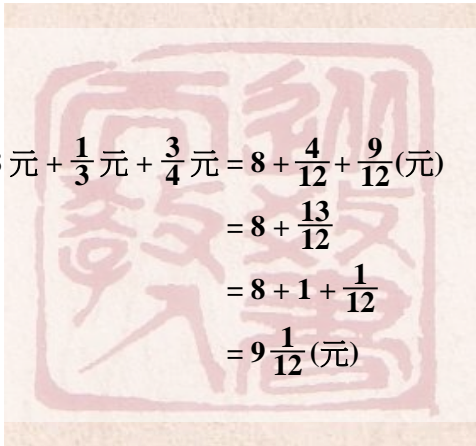 元 + 1/3 元 + 3/4 元 = 8 + 4/12 + 9/12 (元)
= 8 + 13/12
= 8 + 1 + 1/12
= 9 1/12 (元)